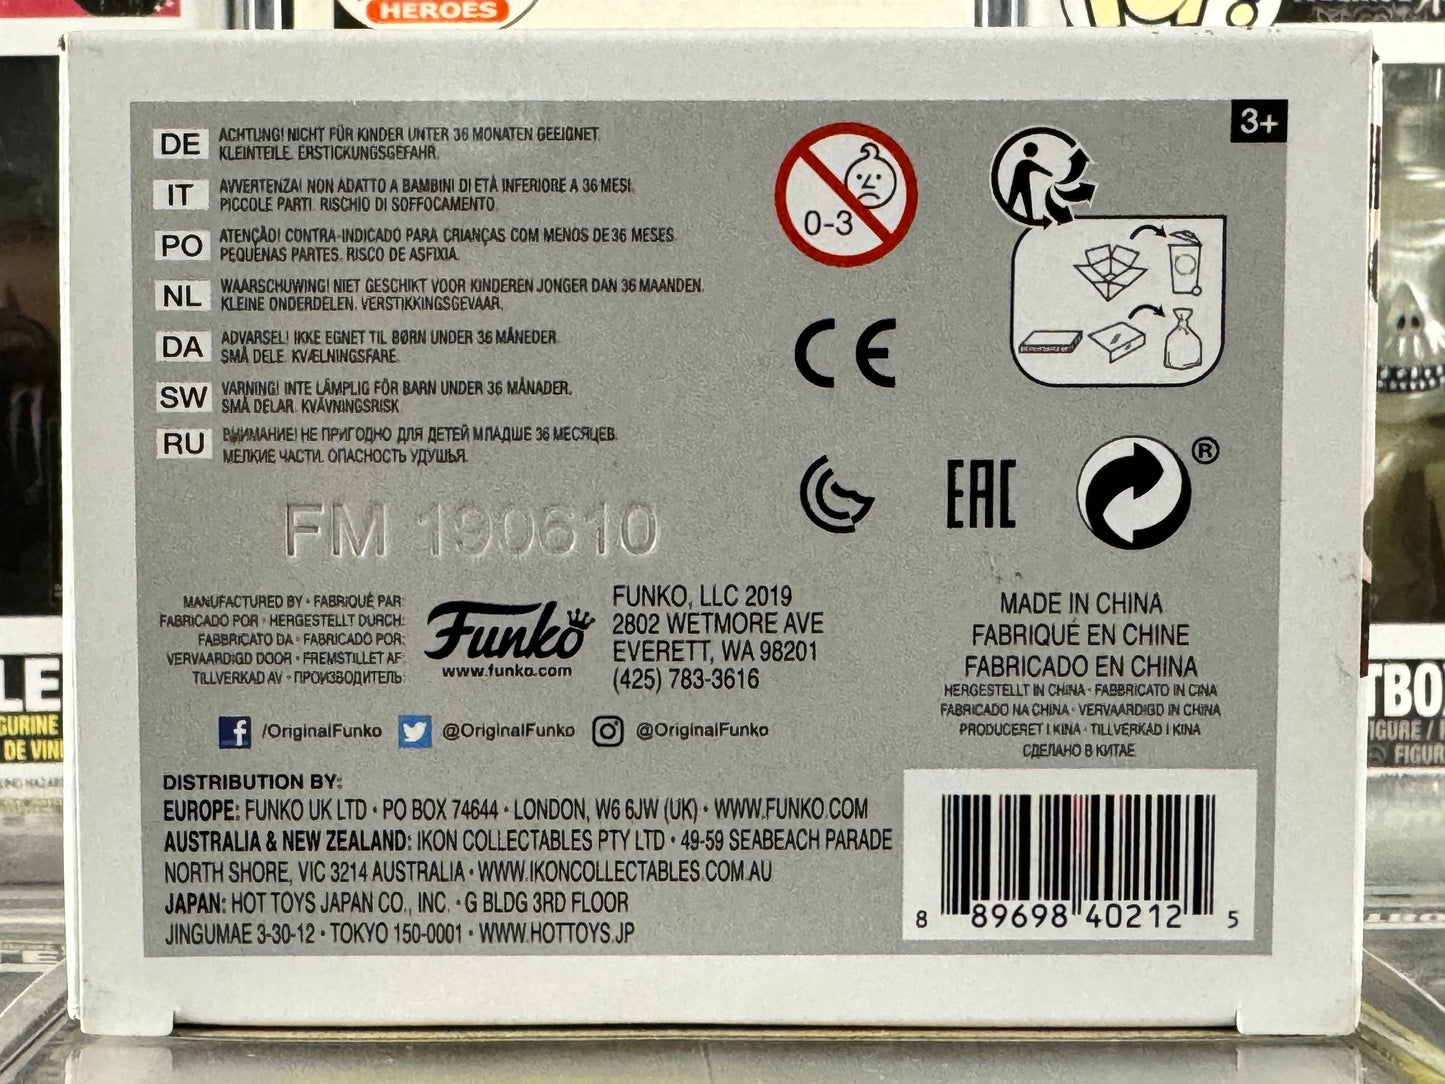 HEROES
3+
DE ACHTUNG! NICHT FÜR KINDER UNTER 36 MONATEN GEEIGNET.
KLEINTEILE. ERSTICKUNGSGEFAHR.
IT AVVERTENZA! NON ADATTO A BAMBINI DI ETÀ INFERIORE A 36 MESI.
PICCOLE PARTI. RISCHIO DI SOFFOCAMENTO.
PO ATENÇÃO! CONTRA-INDICADO PARA CRIANÇAS COM MENOS DE 36 MESES.
PEQUENAS PARTES. RISCO DE ASFIXIA.
NL WAARSCHUWING! NIET GESCHIKT VOOR KINDEREN JONGER DAN 36 MAANDEN.
KLEINE ONDERDELEN. VERSTIKKINGSGEVAAR.
DA ADVARSEL! IKKE EGNET TIL BØRN UNDER 36 MÅNEDER.
SMÅ DELE. KVÆLNINGSFARE.
SW VARNING! INTE LÄMPLIG FÖR BARN UNDER 36 MÅNADER.
SMÅ DELAR. KVÄVNINGSRISK
RU ВНИМАНИЕ! НЕ ПРИГОДНО ДЛЯ ДЕТЕЙ МЛАДШЕ 36 МЕСЯЦЕВ.
МЕЛКИЕ ЧАСТИ. ОПАСНОСТЬ УДУШЬЯ.
0-3
CE
EAC
®
FM 190610
MANUFACTURED BY · FABRIQUÉ PAR:
FABRICADO POR · HERGESTELLT DURCH:
FABBRICATO DA · FABRICADO POR:
VERVAARDIGD DOOR · FREMSTILLET AF:
TILLVERKAD AV · ПРОИЗВОДИТЕЛЬ:
Funko
www.funko.com
FUNKO, LLC 2019
2802 WETMORE AVE
EVERETT, WA 98201
(425) 783-3616
MADE IN CHINA
FABRIQUÉ EN CHINE
FABRICADO EN CHINA
HERGESTELLT IN CHINA · FABBRICATO IN CINA
FABRICADO NA CHINA · VERVAARDIGD IN CHINA
PRODUCERET I KINA · TILLVERKAD I KINA
СДЕЛАНО В КИТАЕ
/OriginalFunko @OriginalFunko @OriginalFunko
DISTRIBUTION BY:
EUROPE: FUNKO UK LTD · PO BOX 74644 · LONDON, W6 6JW (UK) · WWW.FUNKO.COM
AUSTRALIA & NEW ZEALAND: IKON COLLECTABLES PTY LTD · 49-59 SEABEACH PARADE
NORTH SHORE, VIC 3214 AUSTRALIA · WWW.IKONCOLLECTABLES.COM.AU
JAPAN: HOT TOYS JAPAN CO., INC. · G BLDG 3RD FLOOR
JINGUMAE 3-30-12 · TOKYO 150-0001 · WWW.HOTTOYS.JP
8 89698 40212 5